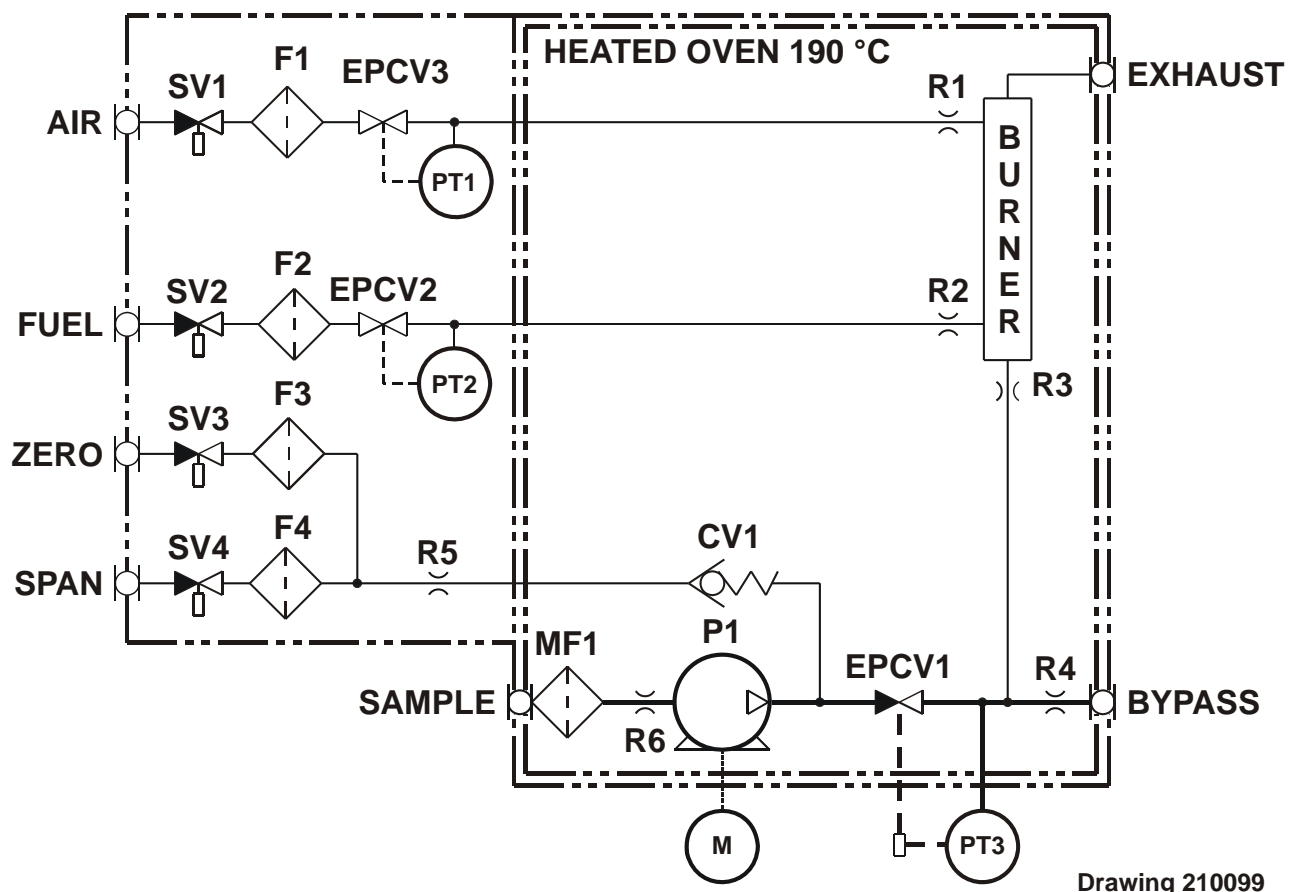 HEATED OVEN 190 °C
F1
EPCV3
SV1
R1
EXHAUST
AIR
PT1
BURNER
F2
SV2
EPCV2
R2
FUEL
PT2
F3
R3
SV3
ZERO
F4
SV4
R5
CV1
SPAN
P1
MF1
EPCV1
R4
SAMPLE
BYPASS
R6
M
PT3
Drawing 210099